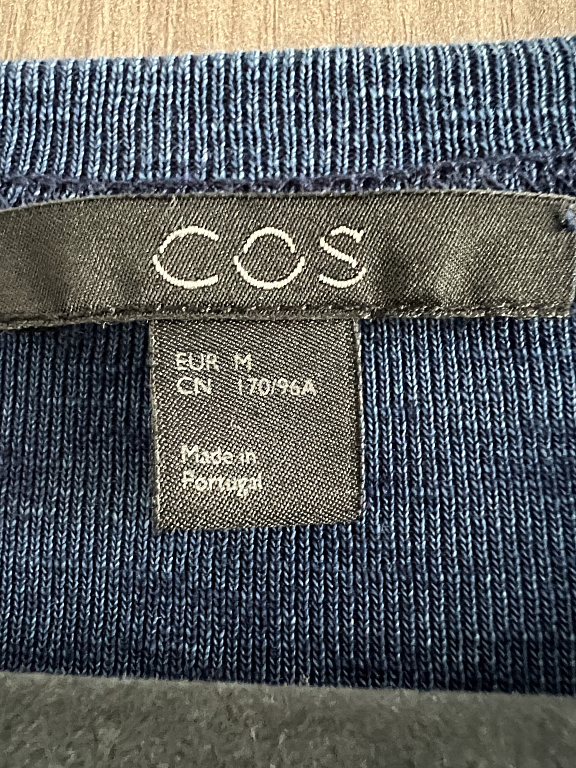 COS
EUR M
CN 170/96A
Made in
Portugal